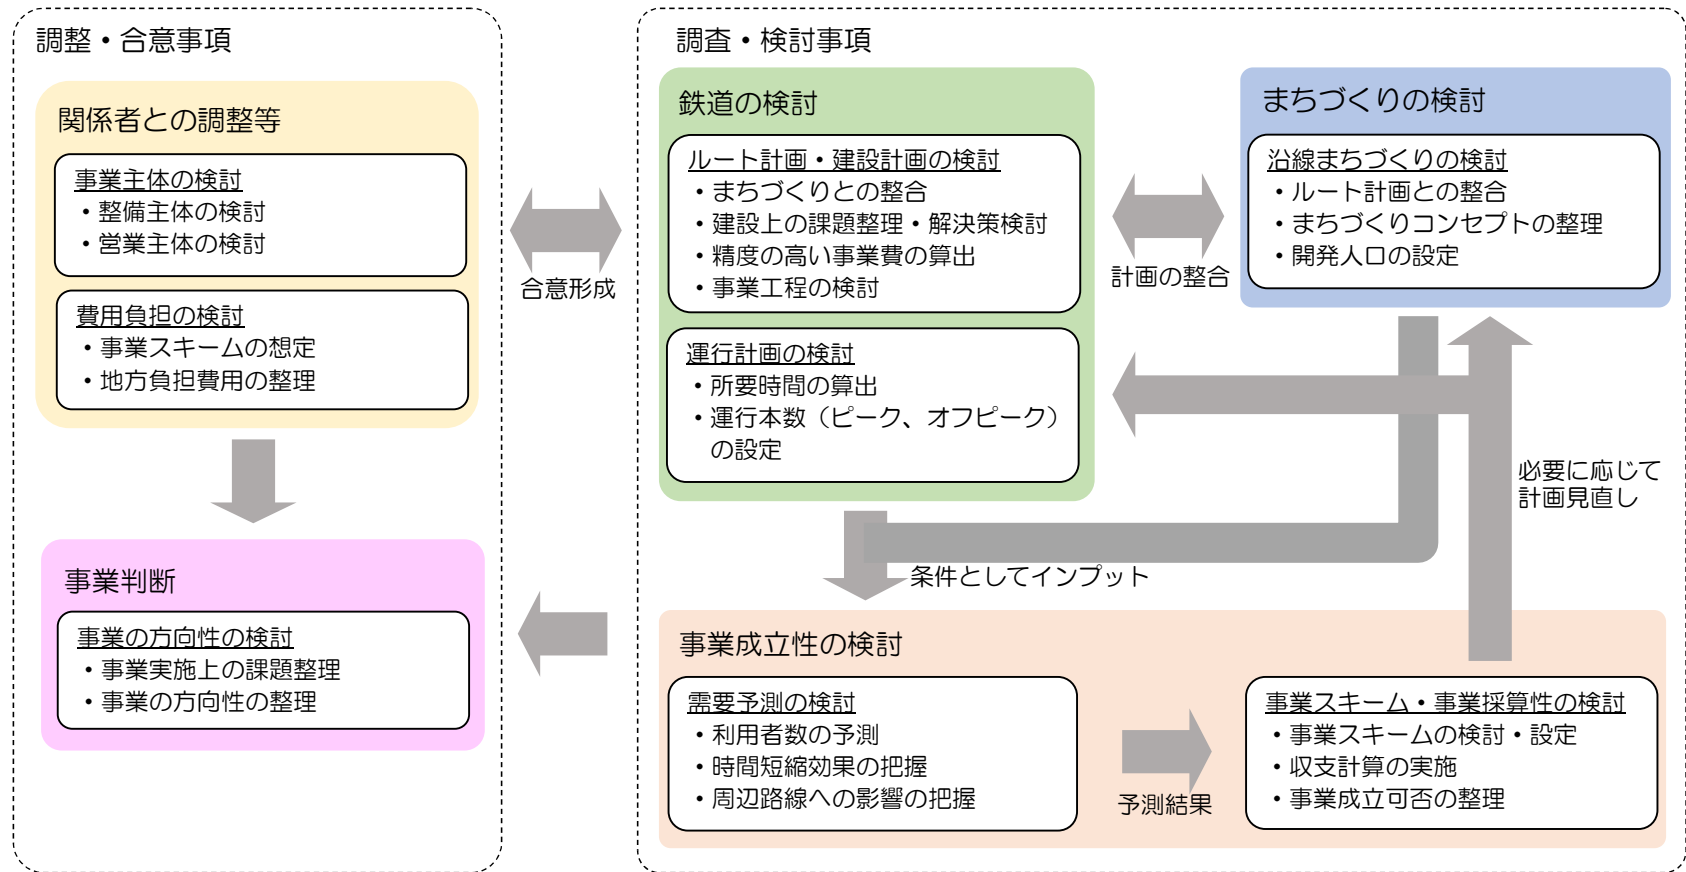 調整・合意事項
関係者との調整等
事業主体の検討
・整備主体の検討
・営業主体の検討
費用負担の検討
・事業スキームの想定
・地方負担費用の整理
事業判断
事業の方向性の検討
・事業実施上の課題整理
・事業の方向性の整理
合意形成
調査・検討事項
鉄道の検討
ルート計画・建設計画の検討
・まちづくりとの整合
・建設上の課題整理・解決策検討
・精度の高い事業費の算出
・事業工程の検討
運行計画の検討
・所要時間の算出
・運行本数（ピーク、オフピーク）
の設定
計画の整合
まちづくりの検討
沿線まちづくりの検討
・ルート計画との整合
・まちづくりコンセプトの整理
・開発人口の設定
必要に応じて
計画見直し
条件としてインプット
事業成立性の検討
需要予測の検討
・利用者数の予測
・時間短縮効果の把握
・周辺路線への影響の把握
予測結果
事業スキーム・事業採算性の検討
・事業スキームの検討・設定
・収支計算の実施
・事業成立可否の整理